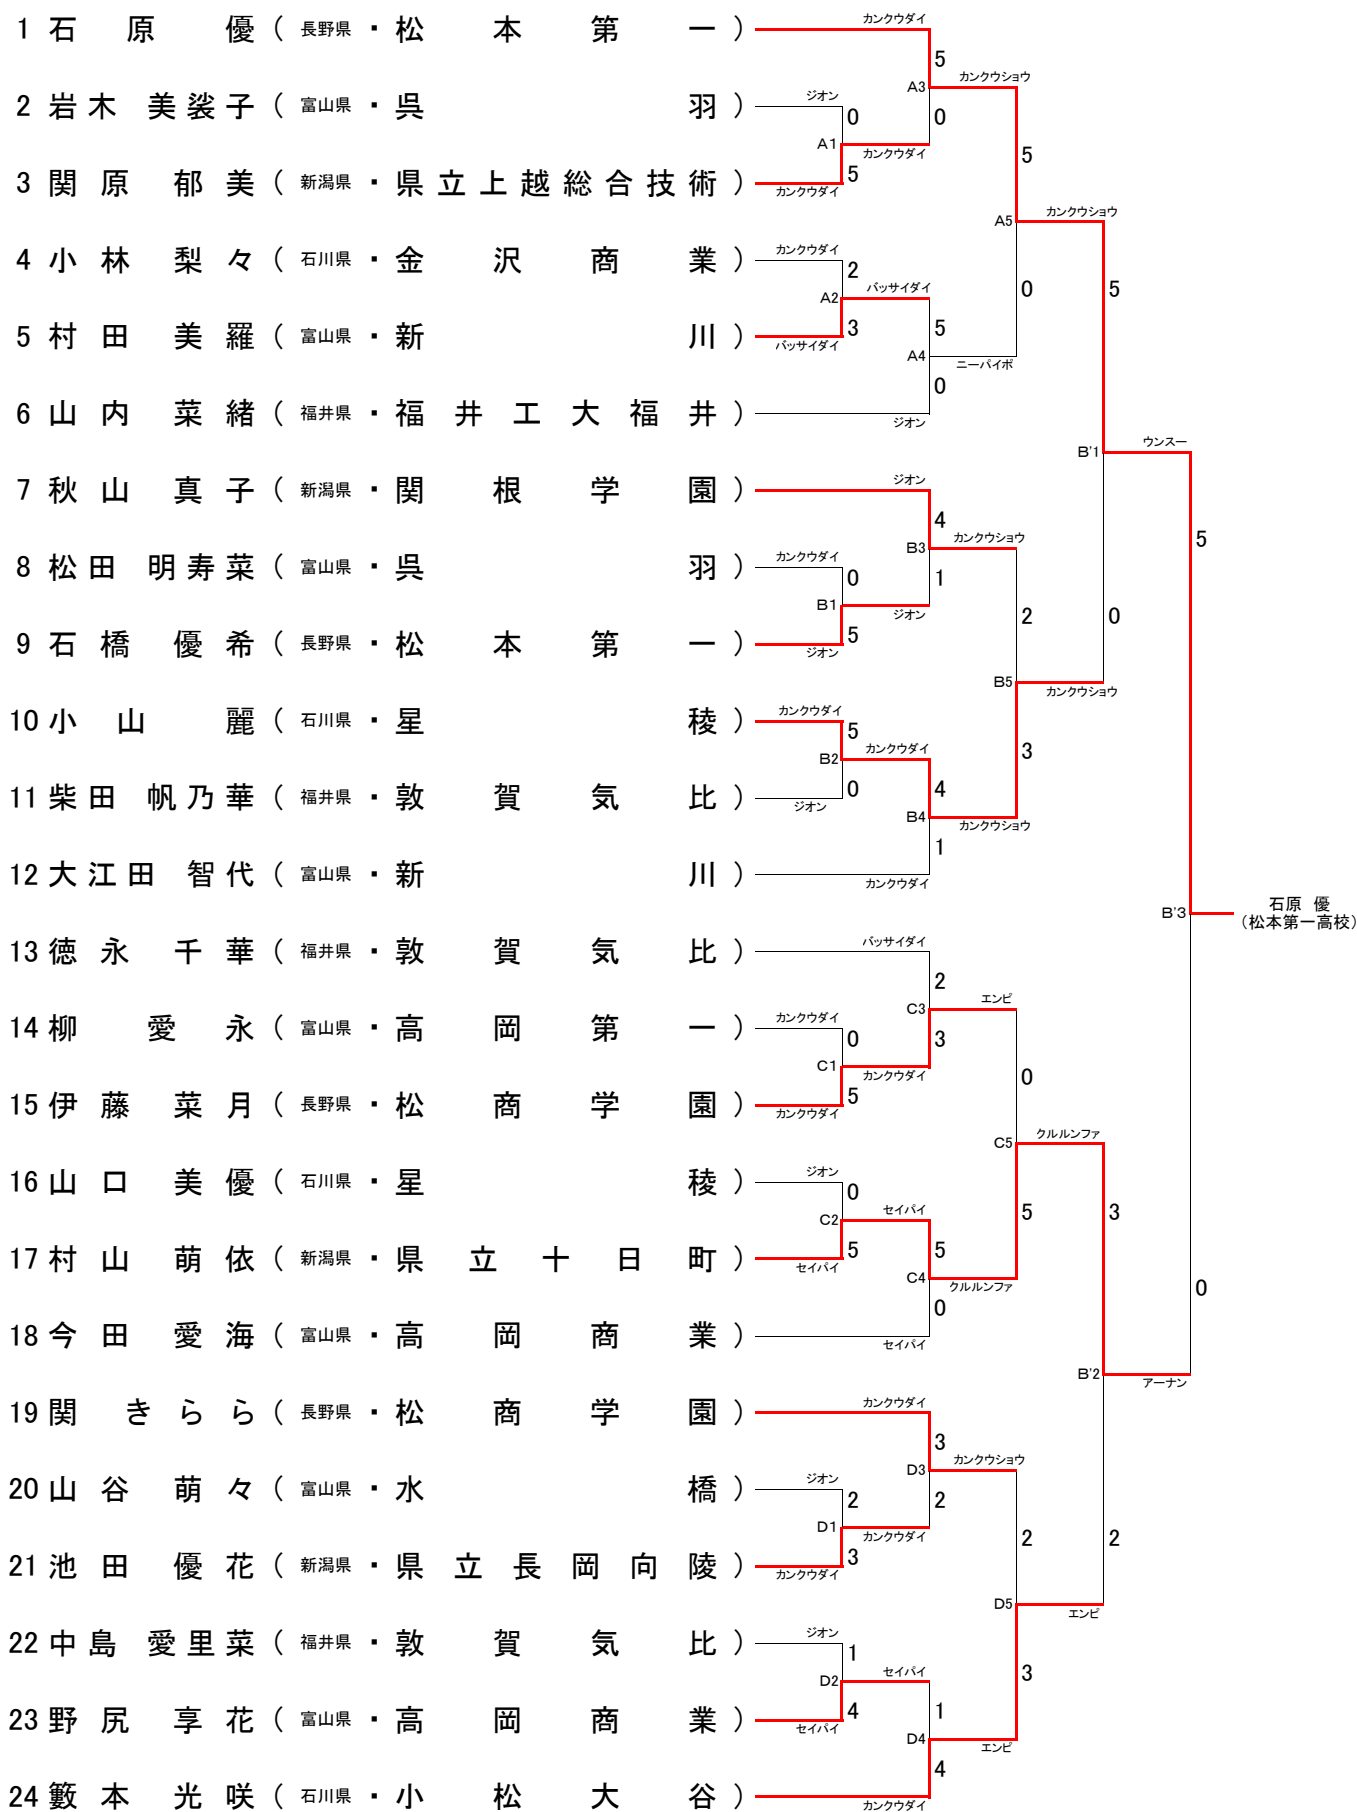 1 石原 優 ( 長野県 ・ 松本第一 ) カンクウダイ
5
A3 カンクウショウ
2 岩木 美裟子 ( 富山県 ・ 呉羽 ) ジオン
0 0
A1 カンクウダイ
5
3 関原 郁美 ( 新潟県 ・ 県立上越総合技術 ) カンクウダイ
5
A5 カンクウショウ
4 小林 梨々 ( 石川県 ・ 金沢商業 ) カンクウダイ
2
A2 バッサイダイ
0 5
5 村田 美羅 ( 富山県 ・ 新川 ) バッサイダイ
3 5
A4 ニーパイポ
0
6 山内 菜緒 ( 福井県 ・ 福井工大福井 ) ジオン
B'1 ウンスー
7 秋山 真子 ( 新潟県 ・ 関根学園 ) ジオン
4 5
B3 カンクウショウ
8 松田 明寿菜 ( 富山県 ・ 呉羽 ) カンクウダイ
0 1
B1 ジオン
2 0
9 石橋 優希 ( 長野県 ・ 松本第一 ) ジオン
5
B5 カンクウショウ
10 小山 麗 ( 石川県 ・ 星稜 ) カンクウダイ
5 3
B2 カンクウダイ
0 4
11 柴田 帆乃華 ( 福井県 ・ 敦賀気比 ) ジオン
B4 カンクウショウ
1
12 大江田 智代 ( 富山県 ・ 新川 ) カンクウダイ
B'3 石原 優
(松本第一高校)
13 徳永 千華 ( 福井県 ・ 敦賀気比 ) バッサイダイ
2
C3 エンピ
14 柳 愛永 ( 富山県 ・ 高岡第一 ) カンクウダイ
0 3
C1 カンクウダイ
0
15 伊藤 菜月 ( 長野県 ・ 松商学園 ) カンクウダイ
5
C5 クルルンファ
16 山口 美優 ( 石川県 ・ 星稜 ) ジオン
0
C2 セイパイ
5 3
17 村山 萌依 ( 新潟県 ・ 県立十日町 ) セイパイ
5 5
C4 クルルンファ
0 0
18 今田 愛海 ( 富山県 ・ 高岡商業 ) セイパイ
B'2 アーナン
19 関 きらら ( 長野県 ・ 松商学園 ) カンクウダイ
3
D3 カンクウショウ
20 山谷 萌々 ( 富山県 ・ 水橋 ) ジオン
2 2
D1 カンクウダイ
2 2
21 池田 優花 ( 新潟県 ・ 県立長岡向陵 ) カンクウダイ
3
D5 エンピ
22 中島 愛里菜 ( 福井県 ・ 敦賀気比 ) ジオン
1
D2 セイパイ
3
23 野尻 享花 ( 富山県 ・ 高岡商業 ) セイパイ
4 1
D4 エンピ
4
24 籔本 光咲 ( 石川県 ・ 小松大谷 ) カンクウダイ